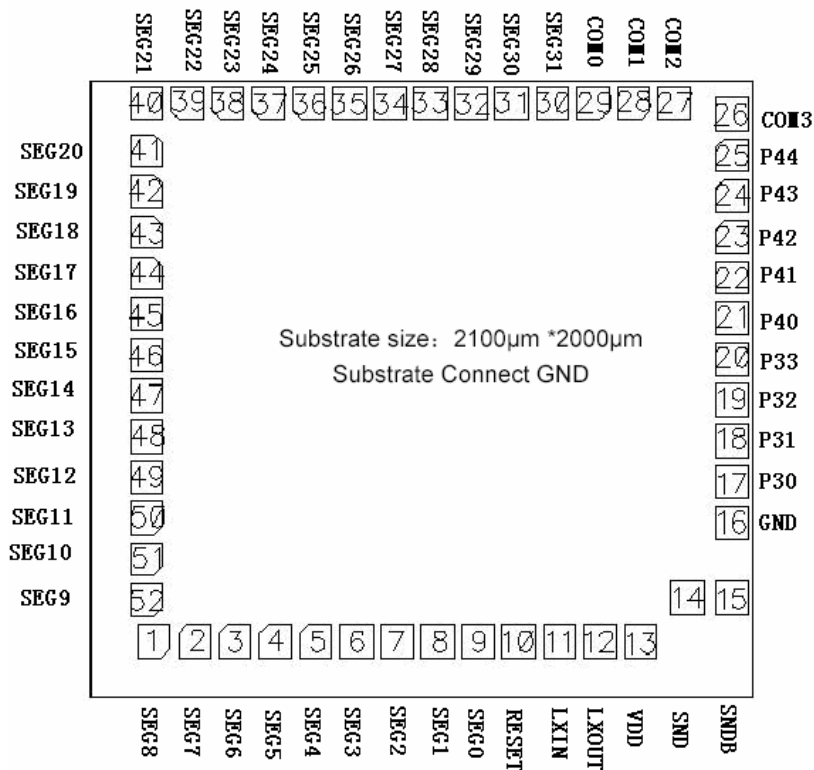 SEG21 SEG22 SEG23 SEG24 SEG25 SEG26 SEG27 SEG28 SEG29 SEG30 SEG31 COM0 COM1 COM2
40 39 38 37 36 35 34 33 32 31 30 29 28 27
26 COM3
SEG20 41 25 P44
SEG19 42 24 P43
SEG18 43 23 P42
SEG17 44 22 P41
SEG16 45 21 P40
Substrate size: 2100μm *2000μm
SEG15 46 20 P33
Substrate Connect GND
SEG14 47 19 P32
SEG13 48 18 P31
SEG12 49 17 P30
SEG11 50 16 GND
SEG10 51
SEG9 52 14 15
1 2 3 4 5 6 7 8 9 10 11 12 13
SEG8 SEG7 SEG6 SEG5 SEG4 SEG3 SEG2 SEG1 SEG0 RESET LXIN LXOUT VDD SND SNDB